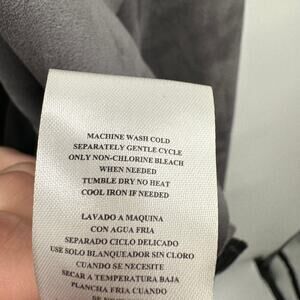 MACHINE WASH COLD
SEPARATELY GENTLE CYCLE
ONLY NON-CHLORINE BLEACH
WHEN NEEDED
TUMBLE DRY NO HEAT
COOL IRON IF NEEDED
LAVADO A MAQUINA
CON AGUA FRIA
SEPARADO CICLO DELICADO
USE SOLO BLANQUEADOR SIN CLORO
CUANDO SE NECESITE
SECAR A TEMPERATURA BAJA
PLANCHA FRIA CUANDO